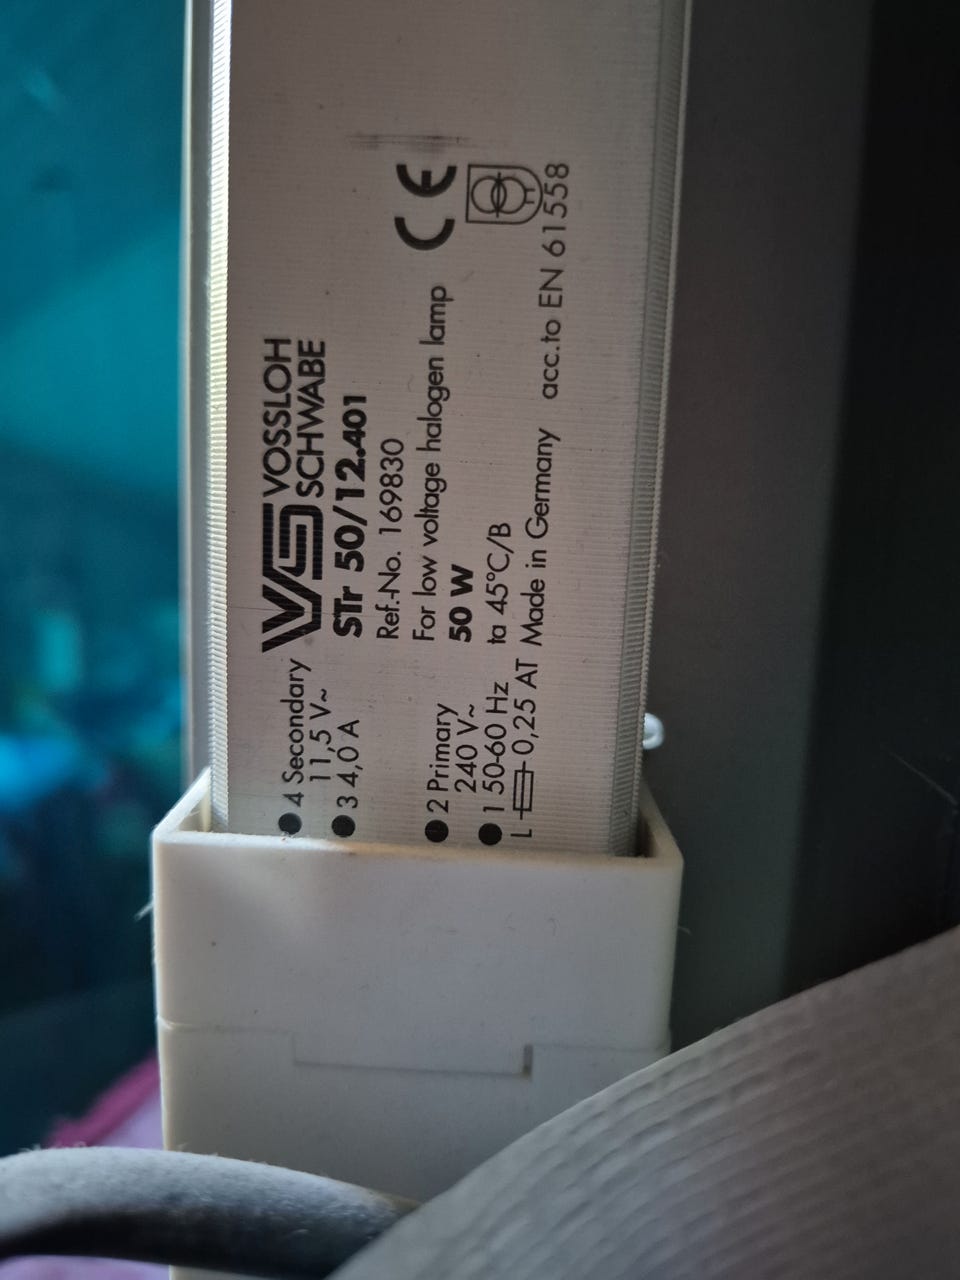 VS VOSSLOH
SCHWABE
STr 50/12.401
Ref.-No. 169830
For low voltage halogen lamp
50 W
ta 45°C/B
Made in Germany acc.to EN 61558
CE
4 Secondary
11,5 V~
3 4,0 A
2 Primary
240 V~
1 50-60 Hz
L 0,25 AT